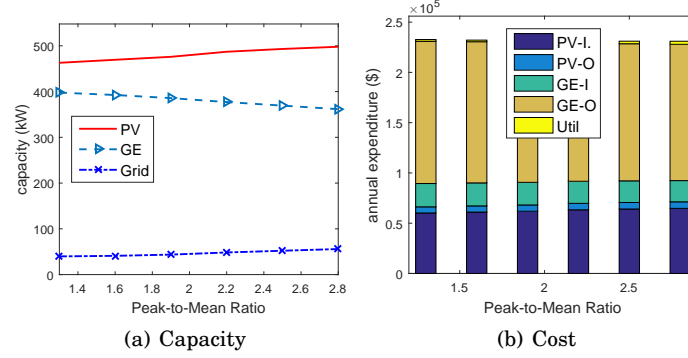 500
400
300
200
100
0
capacity (kW)
PV
GE
Grid
1.4 1.6 1.8 2.0 2.2 2.4 2.6 2.8
Peak-to-Mean Ratio
(a) Capacity
×10⁵
2.5
2
1.5
1
0.5
0
annual expenditure ($)
PV-I.
PV-O
GE-I
GE-O
Util
1.5 2 2.5
Peak-to-Mean Ratio
(b) Cost